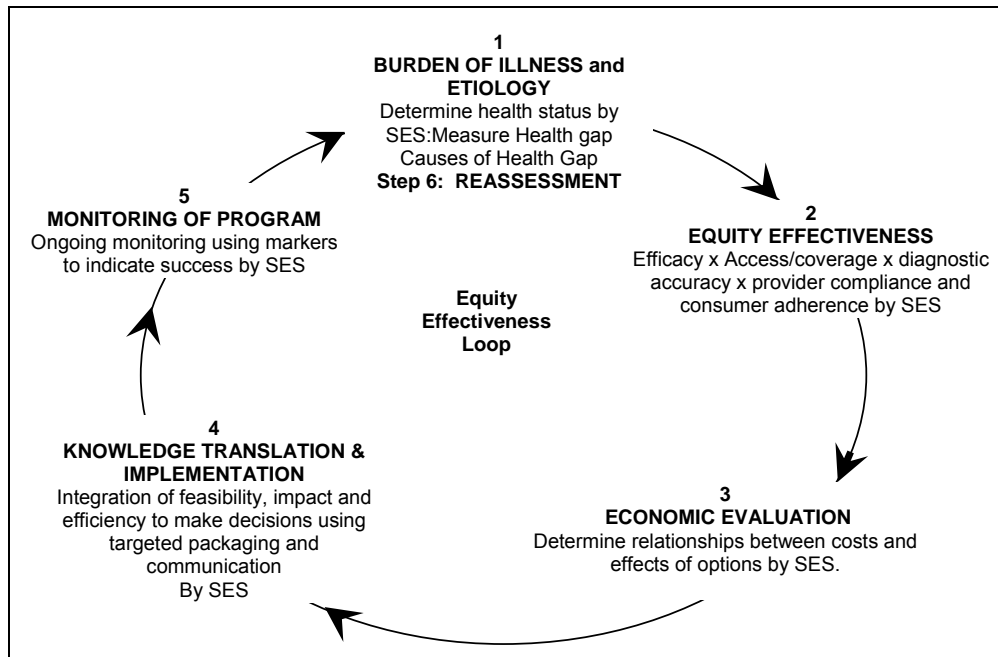 1
BURDEN OF ILLNESS and
ETIOLOGY
Determine health status by
SES:Measure Health gap
Causes of Health Gap
Step 6: REASSESSMENT
2
EQUITY EFFECTIVENESS
Efficacy x Access/coverage x diagnostic
accuracy x provider compliance and
consumer adherence by SES
3
ECONOMIC EVALUATION
Determine relationships between costs and
effects of options by SES.
4
KNOWLEDGE TRANSLATION &
IMPLEMENTATION
Integration of feasibility, impact and
efficiency to make decisions using
targeted packaging and
communication
By SES
5
MONITORING OF PROGRAM
Ongoing monitoring using markers
to indicate success by SES
Equity
Effectiveness
Loop